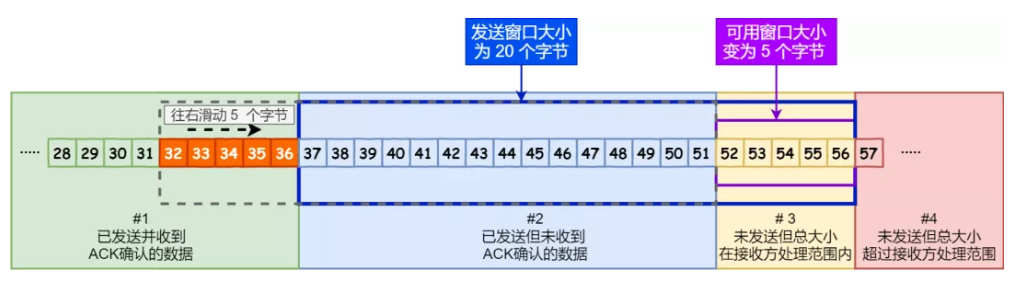 发送窗口大小
为 20 个字节
可用窗口大小
变为 5 个字节
往右滑动 5 个字节
..... 28 29 30 31 32 33 34 35 36 37 38 39 40 41 42 43 44 45 46 47 48 49 50 51 52 53 54 55 56 57 .....
#1
已发送并收到
ACK确认的数据
#2
已发送但未收到
ACK确认的数据
# 3
未发送但总大小
在接收方处理范围内
#4
未发送但总大小
超过接收方处理范围